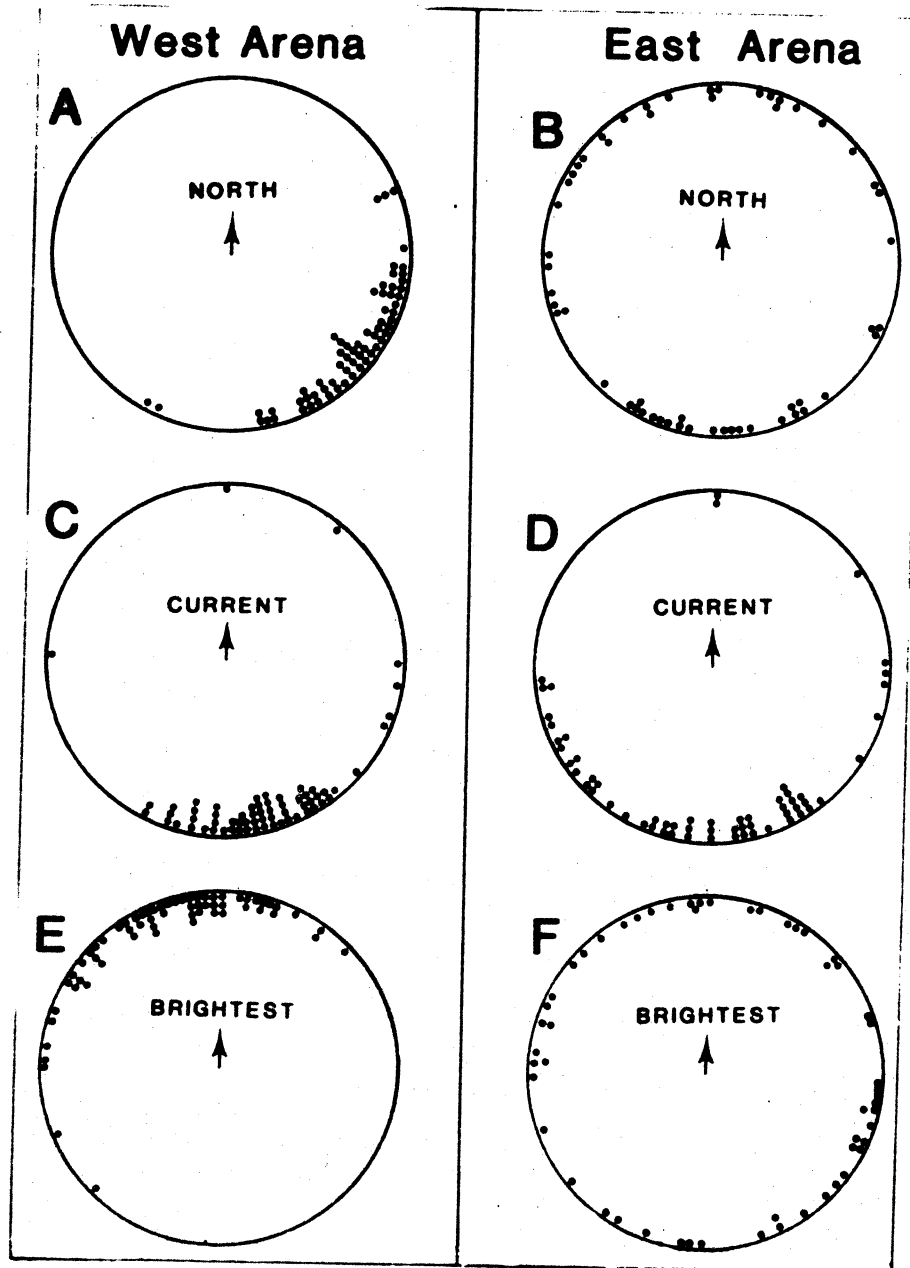 West Arena
East Arena
A
NORTH
B
NORTH
C
CURRENT
D
CURRENT
E
BRIGHTEST
F
BRIGHTEST